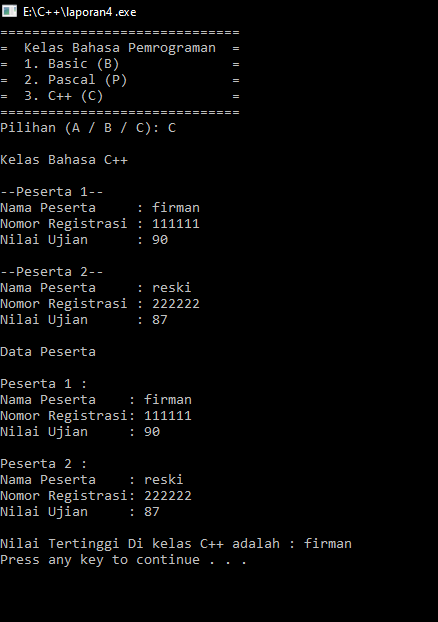 E:\C++\laporan4 .exe
==============================
=  Kelas Bahasa Pemrograman  =
=  1. Basic (B)              =
=  2. Pascal (P)             =
=  3. C++ (C)                =
==============================
Pilihan (A / B / C): C
Kelas Bahasa C++
--Peserta 1--
Nama Peserta     : firman
Nomor Registrasi : 111111
Nilai Ujian      : 90
--Peserta 2--
Nama Peserta     : reski
Nomor Registrasi : 222222
Nilai Ujian      : 87
Data Peserta
Peserta 1 :
Nama Peserta    : firman
Nomor Registrasi: 111111
Nilai Ujian     : 90
Peserta 2 :
Nama Peserta    : reski
Nomor Registrasi: 222222
Nilai Ujian     : 87
Nilai Tertinggi Di kelas C++ adalah : firman
Press any key to continue . . .